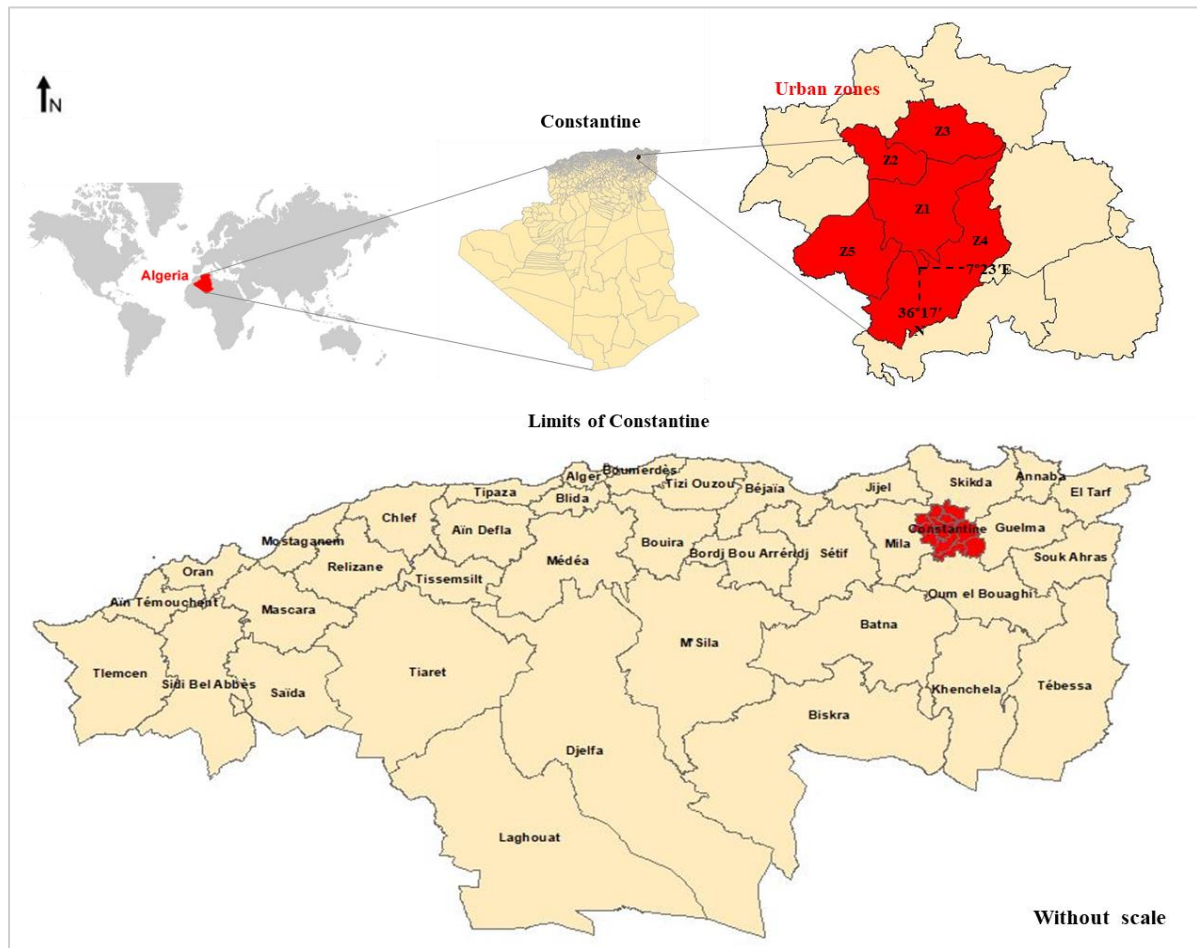 N
Urban zones
Constantine
Z3
Z2
Z1
Z5
Z4
7°23'E
36°17'
N
Algeria
Limits of Constantine
Alger
Boumerdès
Tipaza
Blida
Tizi Ouzou
Béjaïa
Jijel
Skikda
Annaba
El Tarf
Chlef
Aïn Defla
Mostaganem
Relizane
Médéa
Bouira
Bordj Bou Arréridj
Sétif
Mila
Constantine
Guelma
Souk Ahras
Oran
Tissemsilt
Aïn Témouchent
Mascara
Oum el Bouaghi
Batna
M'Sila
Tlemcen
Sidi Bel Abbès
Saïda
Tiaret
Khenchela
Tébessa
Biskra
Djelfa
Laghouat
Without scale